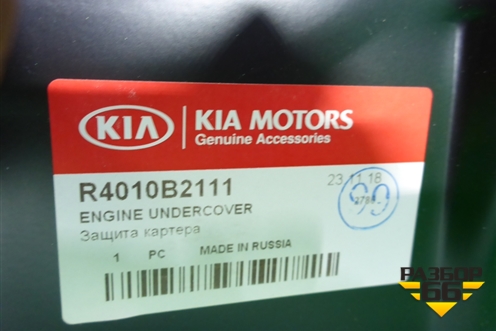 KIA
KIA MOTORS
Genuine Accessories
R4010B2111
23.11.18
ENGINE UNDERCOVER
Защита картера
1 PC MADE IN RUSSIA
РАЗБОР
66